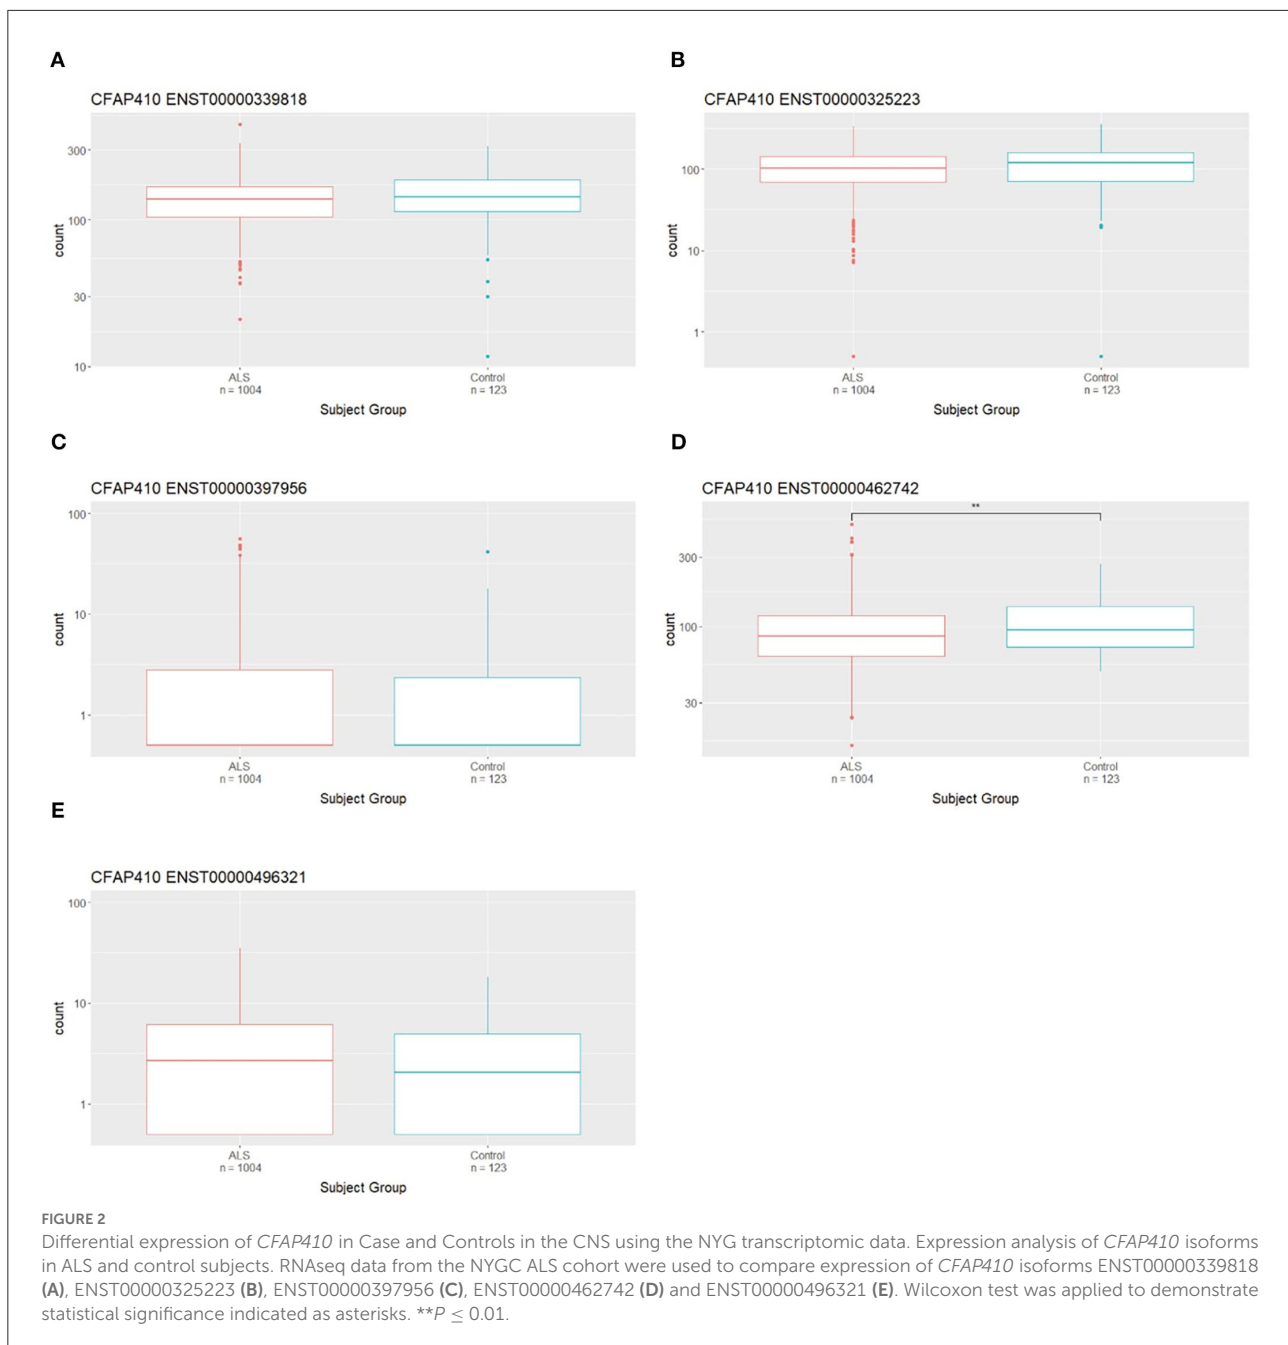 A
CFAP410 ENST00000339818
300
100
30
10
count
ALS
n = 1004
Control
n = 123
Subject Group
B
CFAP410 ENST00000325223
100
10
1
count
ALS
n = 1004
Control
n = 123
Subject Group
C
CFAP410 ENST00000397956
100
10
1
count
ALS
n = 1004
Control
n = 123
Subject Group
D
CFAP410 ENST00000462742
**
300
100
30
count
ALS
n = 1004
Control
n = 123
Subject Group
E
CFAP410 ENST00000496321
100
10
1
count
ALS
n = 1004
Control
n = 123
Subject Group
FIGURE 2
Differential expression of CFAP410 in Case and Controls in the CNS using the NYG transcriptomic data. Expression analysis of CFAP410 isoforms
in ALS and control subjects. RNAseq data from the NYGC ALS cohort were used to compare expression of CFAP410 isoforms ENST00000339818
(A), ENST00000325223 (B), ENST00000397956 (C), ENST00000462742 (D) and ENST00000496321 (E). Wilcoxon test was applied to demonstrate
statistical significance indicated as asterisks. **P ≤ 0.01.